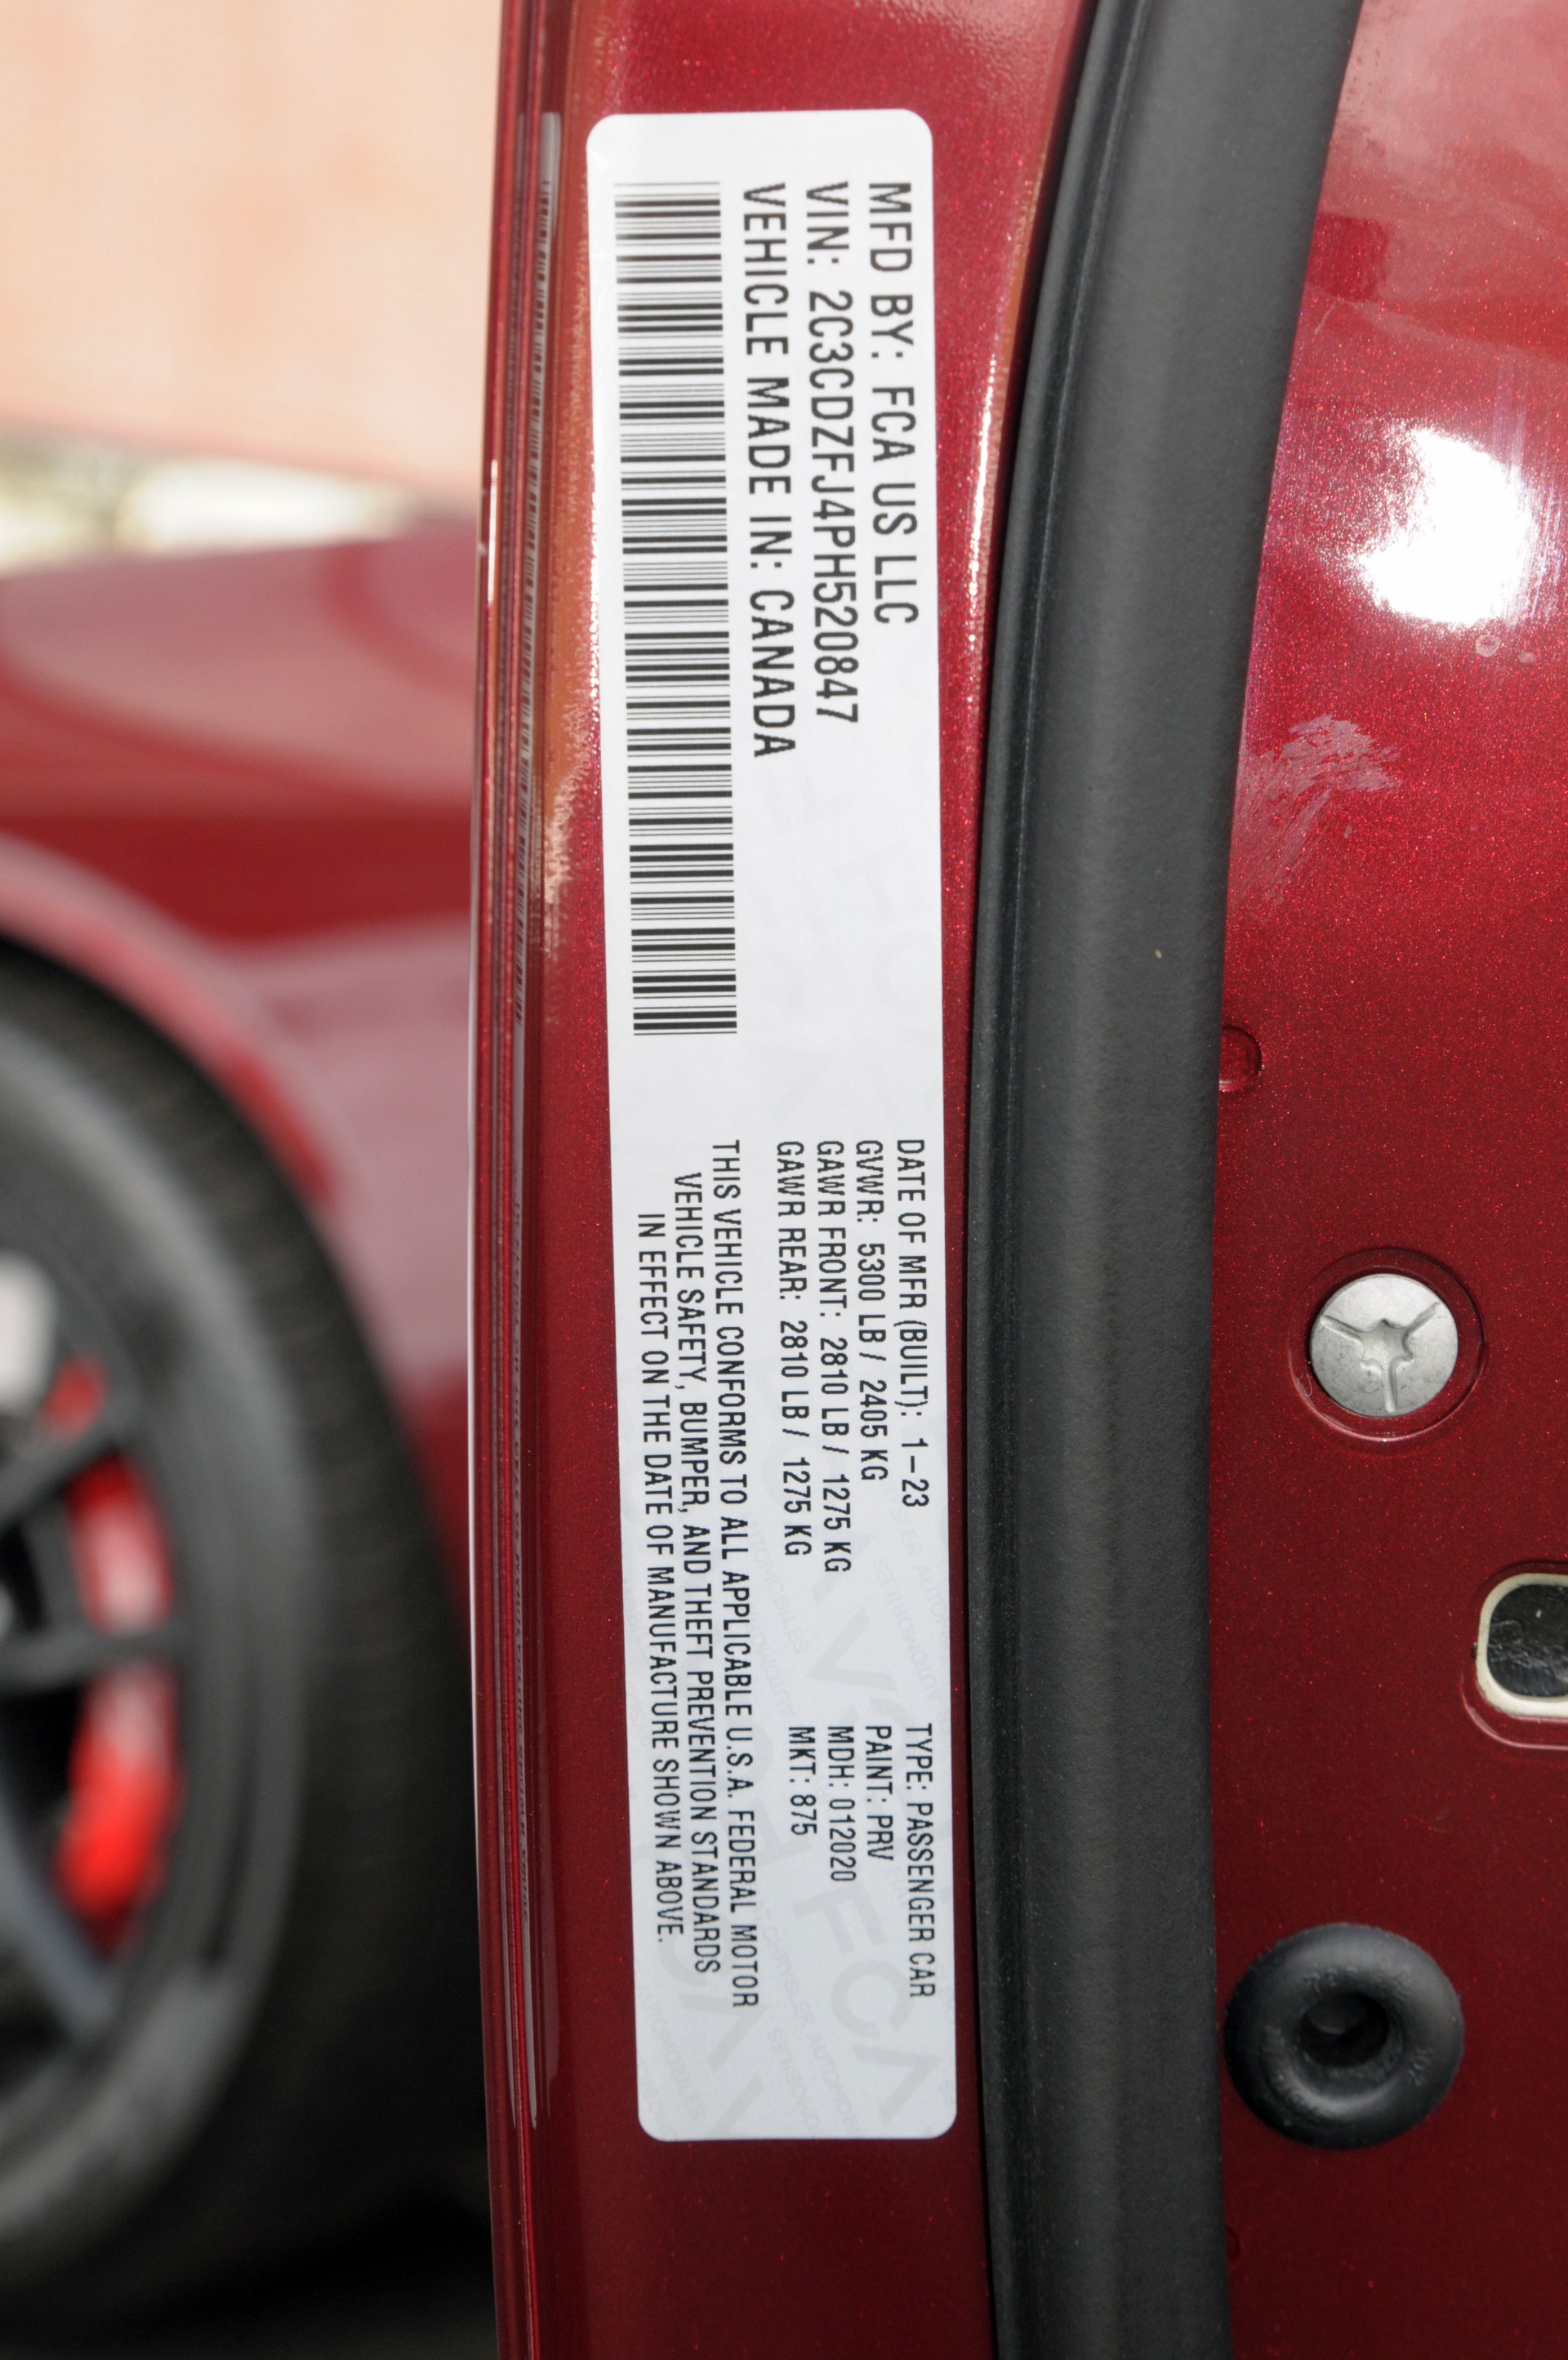 MFD BY: FCA US LLC
VIN: 2C3CDZFJ4PH520847
VEHICLE MADE IN: CANADA
DATE OF MFR (BUILT): 1-23
GVWR: 5300 LB / 2405 KG
GAWR FRONT: 2810 LB / 1275 KG
GAWR REAR: 2810 LB / 1275 KG
TYPE: PASSENGER CAR
PAINT: PRV
MDH: 012020
MKT: 875
THIS VEHICLE CONFORMS TO ALL APPLICABLE U.S.A. FEDERAL MOTOR
VEHICLE SAFETY, BUMPER, AND THEFT PREVENTION STANDARDS
IN EFFECT ON THE DATE OF MANUFACTURE SHOWN ABOVE.
FCA
CHRYSLER AUTOMOBILES